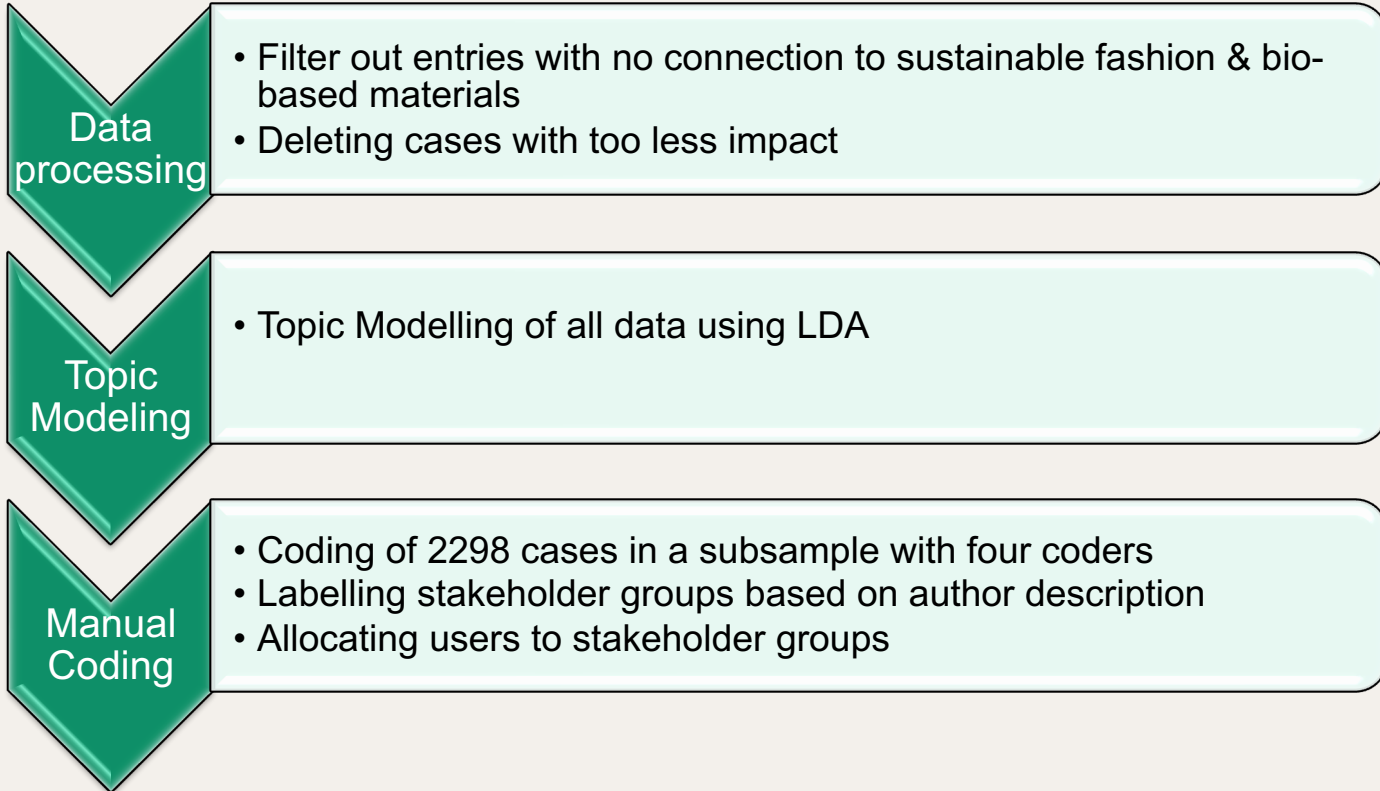 Data
processing
• Filter out entries with no connection to sustainable fashion & bio-
based materials
• Deleting cases with too less impact
Topic
Modeling
• Topic Modelling of all data using LDA
Manual
Coding
• Coding of 2298 cases in a subsample with four coders
• Labelling stakeholder groups based on author description
• Allocating users to stakeholder groups